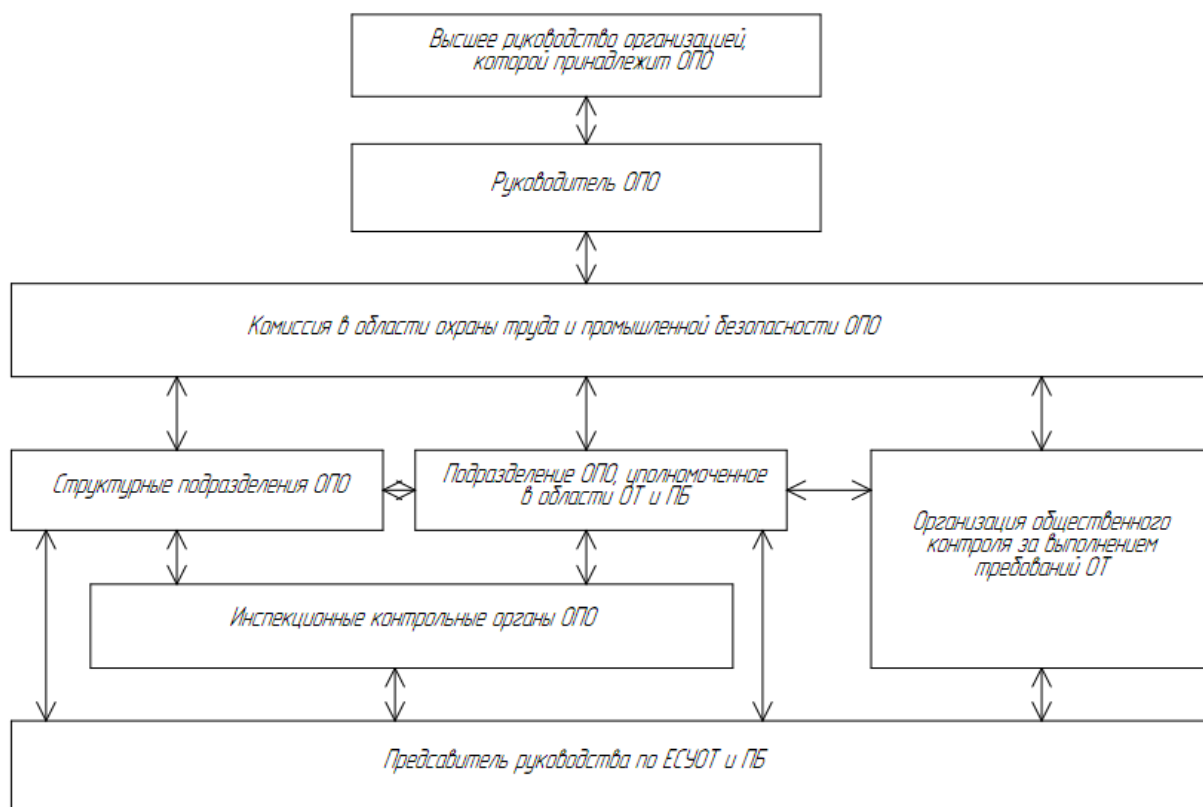 Высшее руководство организацией,
которой принадлежит ОПО
Руководитель ОПО
Комиссия в области охраны труда и промышленной безопасности ОПО
Структурные подразделения ОПО
Подразделение ОПО, уполномоченное
в области ОТ и ПБ
Организация общественного
контроля за выполнением
требований ОТ
Инспекционные контрольные органы ОПО
Предсавитель руководства по ЕСУОТ и ПБ